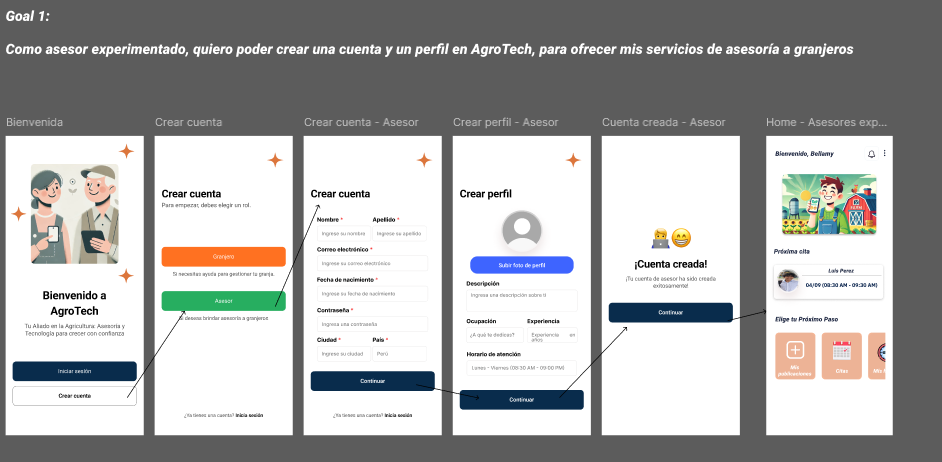 Goal 1:
Como asesor experimentado, quiero poder crear una cuenta y un perfil en AgroTech, para ofrecer mis servicios de asesoría a granjeros
Bienvenida
Bienvenido a
AgroTech
Tu Aliado en la Agricultura: Asesoría y
Tecnología para crecer con confianza
Iniciar sesión
Crear cuenta
Crear cuenta
Crear cuenta
Para empezar, debes elegir un rol.
Granjero
Si necesitas ayuda para gestionar tu granja.
Asesor
Si deseas brindar asesoría a granjeros
¿Ya tienes una cuenta? Inicia sesión
Crear cuenta - Asesor
Crear cuenta
Nombre * Apellido *
Ingrese su nombre Ingrese su apellido
Correo electrónico *
Ingrese su correo electrónico
Fecha de nacimiento *
Ingrese su fecha de nacimiento
Contraseña *
Ingrese una contraseña
Ciudad * País *
Ingrese su ciudad Perú
Continuar
¿Ya tienes una cuenta? Inicia sesión
Crear perfil - Asesor
Crear perfil
Subir foto de perfil
Descripción
Ingresa una descripción sobre ti
Ocupación Experiencia
¿A qué te dedicas? Experiencia en
años
Horario de atención
Lunes - Viernes (08:30 AM - 09:00 PM)
Continuar
Cuenta creada - Asesor
¡Cuenta creada!
¡Tu cuenta de asesor ha sido creada
exitosamente!
Continuar
Home - Asesores exp...
Bienvenido, Bellamy
FARM
Próxima cita
Luis Perez
04/09 (08:30 AM - 09:30 AM)
Elige tu Próximo Paso
Mis
publicaciones
Citas
Mis